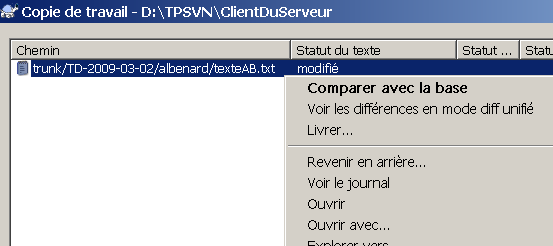 Copie de travail - D:\TPSVN\ClientDuServeur
Chemin Statut du texte Statut ... Statu
trunk/TD-2009-03-02/albenard/texteAB.txt modifié
Comparer avec la base
Voir les différences en mode diff unifié
Livrer...
Revenir en arrière...
Voir le journal
Ouvrir
Ouvrir avec...
Explorer vers